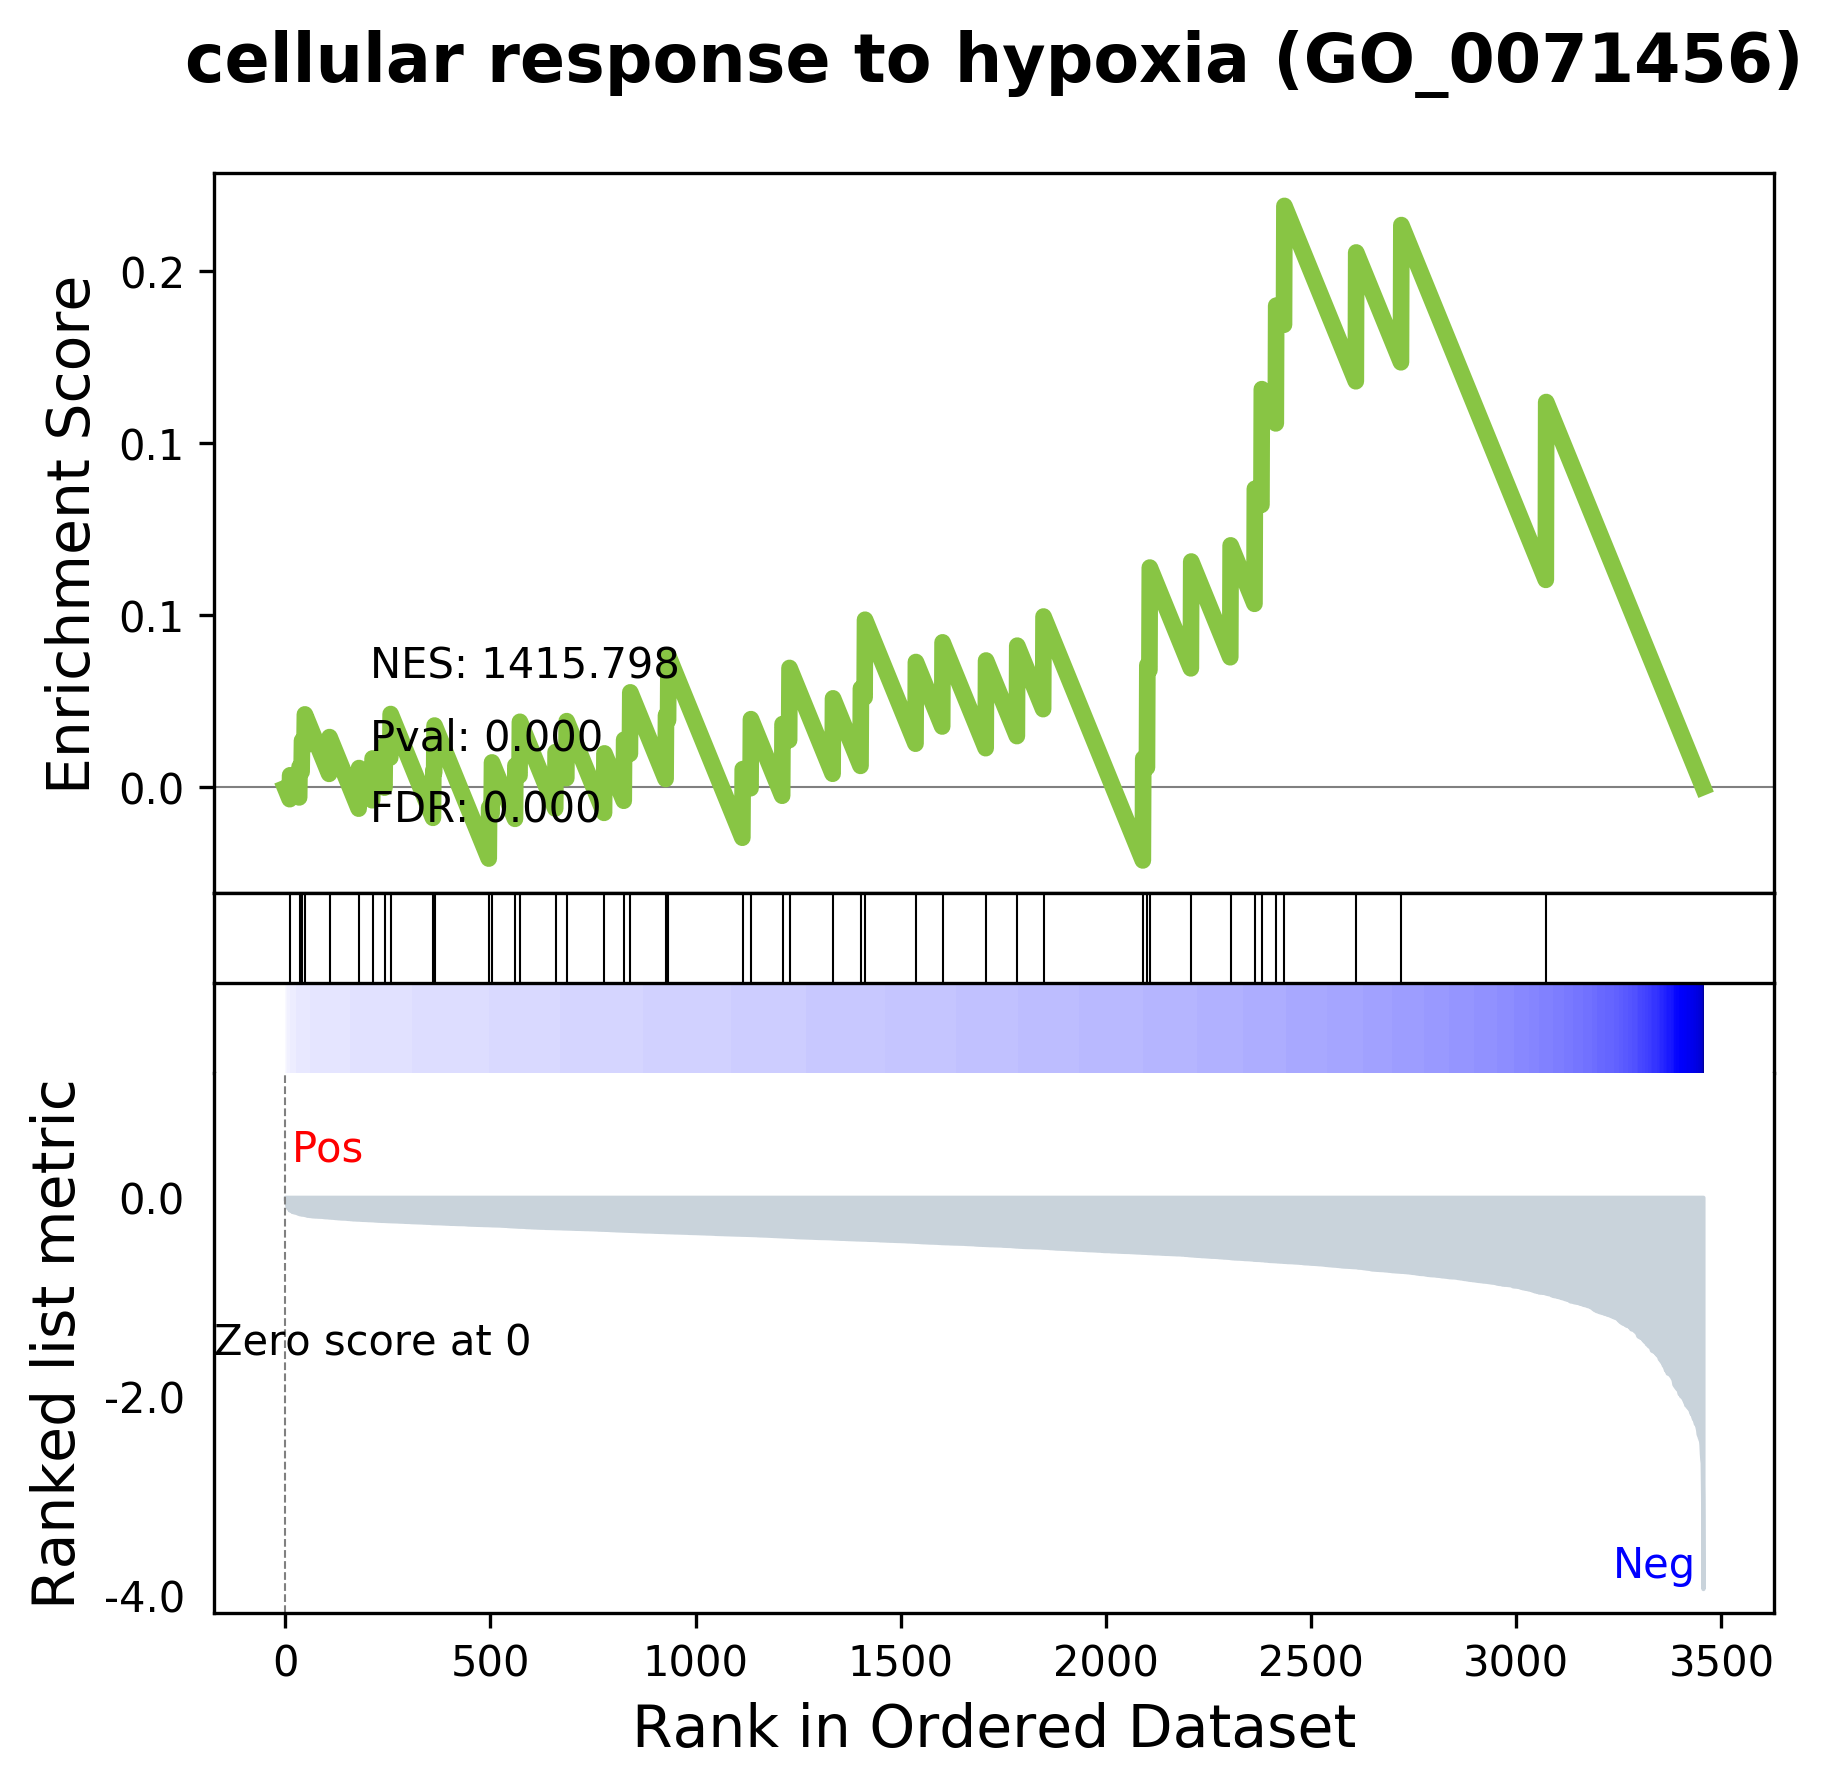 cellular response to hypoxia (GO_0071456)
Enrichment Score
0.2
0.1
0.1
0.0
NES: 1415.798
Pval: 0.000
FDR: 0.000
Ranked list metric
Pos
0.0
Zero score at 0
-2.0
Neg
-4.0
0 500 1000 1500 2000 2500 3000 3500
Rank in Ordered Dataset